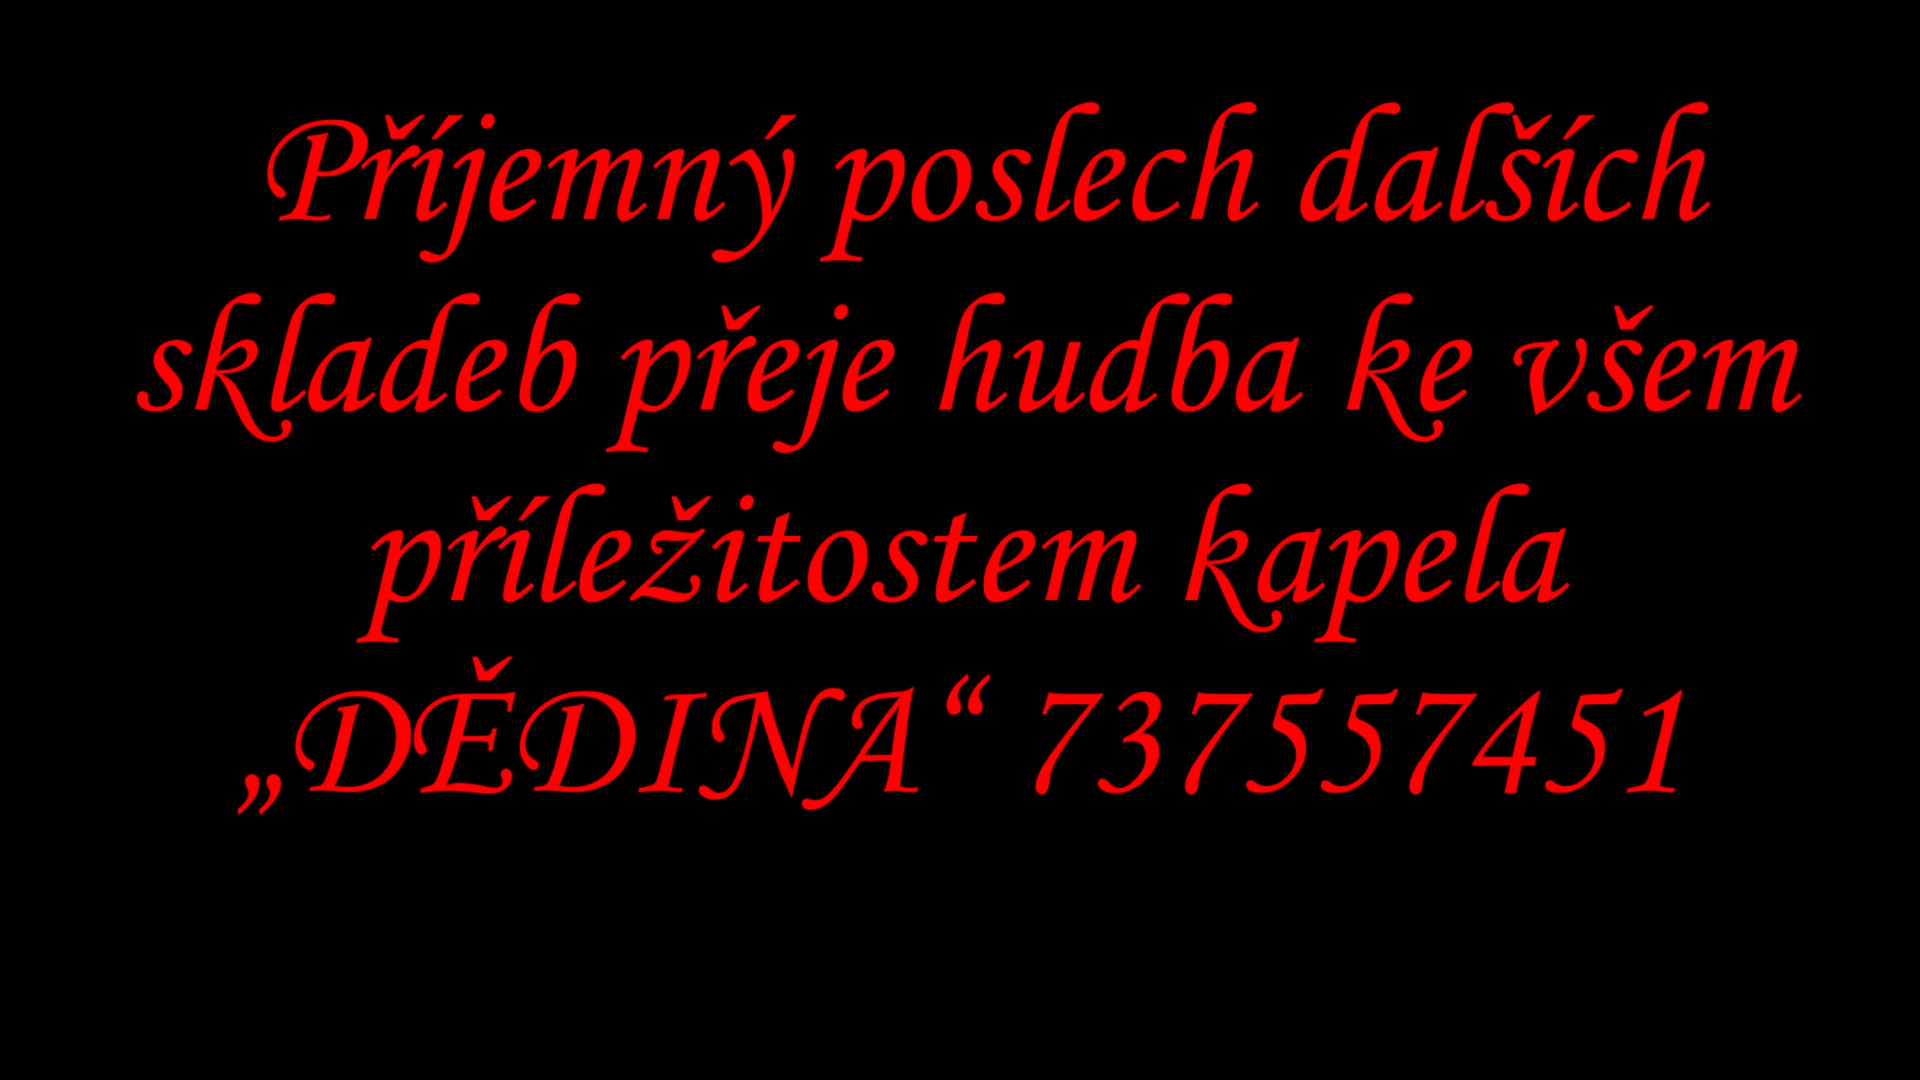 Příjemný poslech dalších
skladeb přeje hudba ke všem
příležitostem kapela
„DĚDINA“ 737557451